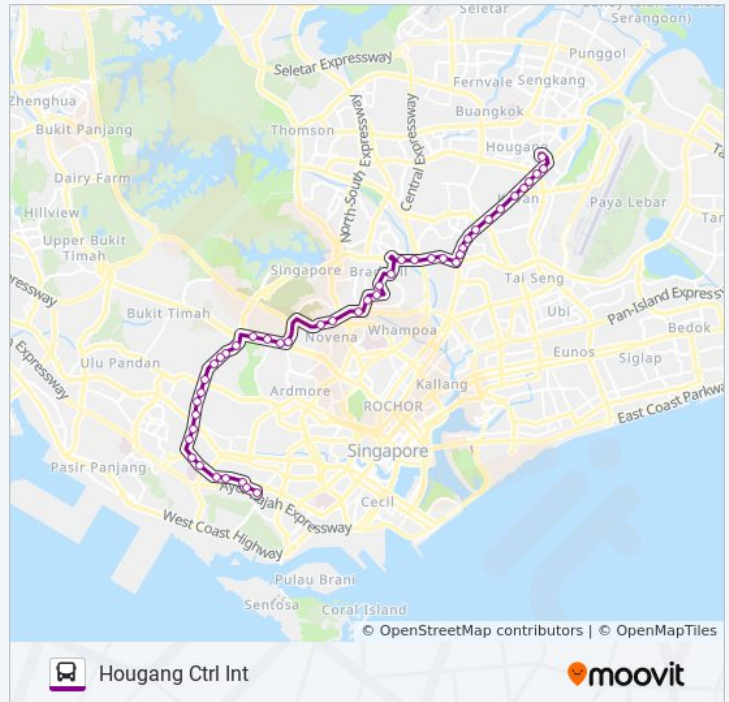 Seletar
Serangoon)
Punggol
Seletar Expressway
Fernvale
Sengkang
Zhenghua
Buangkok
Bukit Panjang
Thomson
North-South Expressway
Central Expressway
Hougang
Dairy Farm
Paya Lebar
Hillview
Upper Bukit
Timah
Tai Seng
Singapore
Bukit Timah
Ubi
Pan-Island Express
Novena
Whampoa
Bedok
Eunos
Siglap
Ulu Pandan
Ardmore
Kallang
ROCHOR
East Coast Parkwa
Singapore
Pasir Panjang
Cecil
West Coast Highway
Pulau Brani
Sentosa
Coral Island
© OpenStreetMap contributors | © OpenMapTiles
Hougang Ctrl Int
moovit